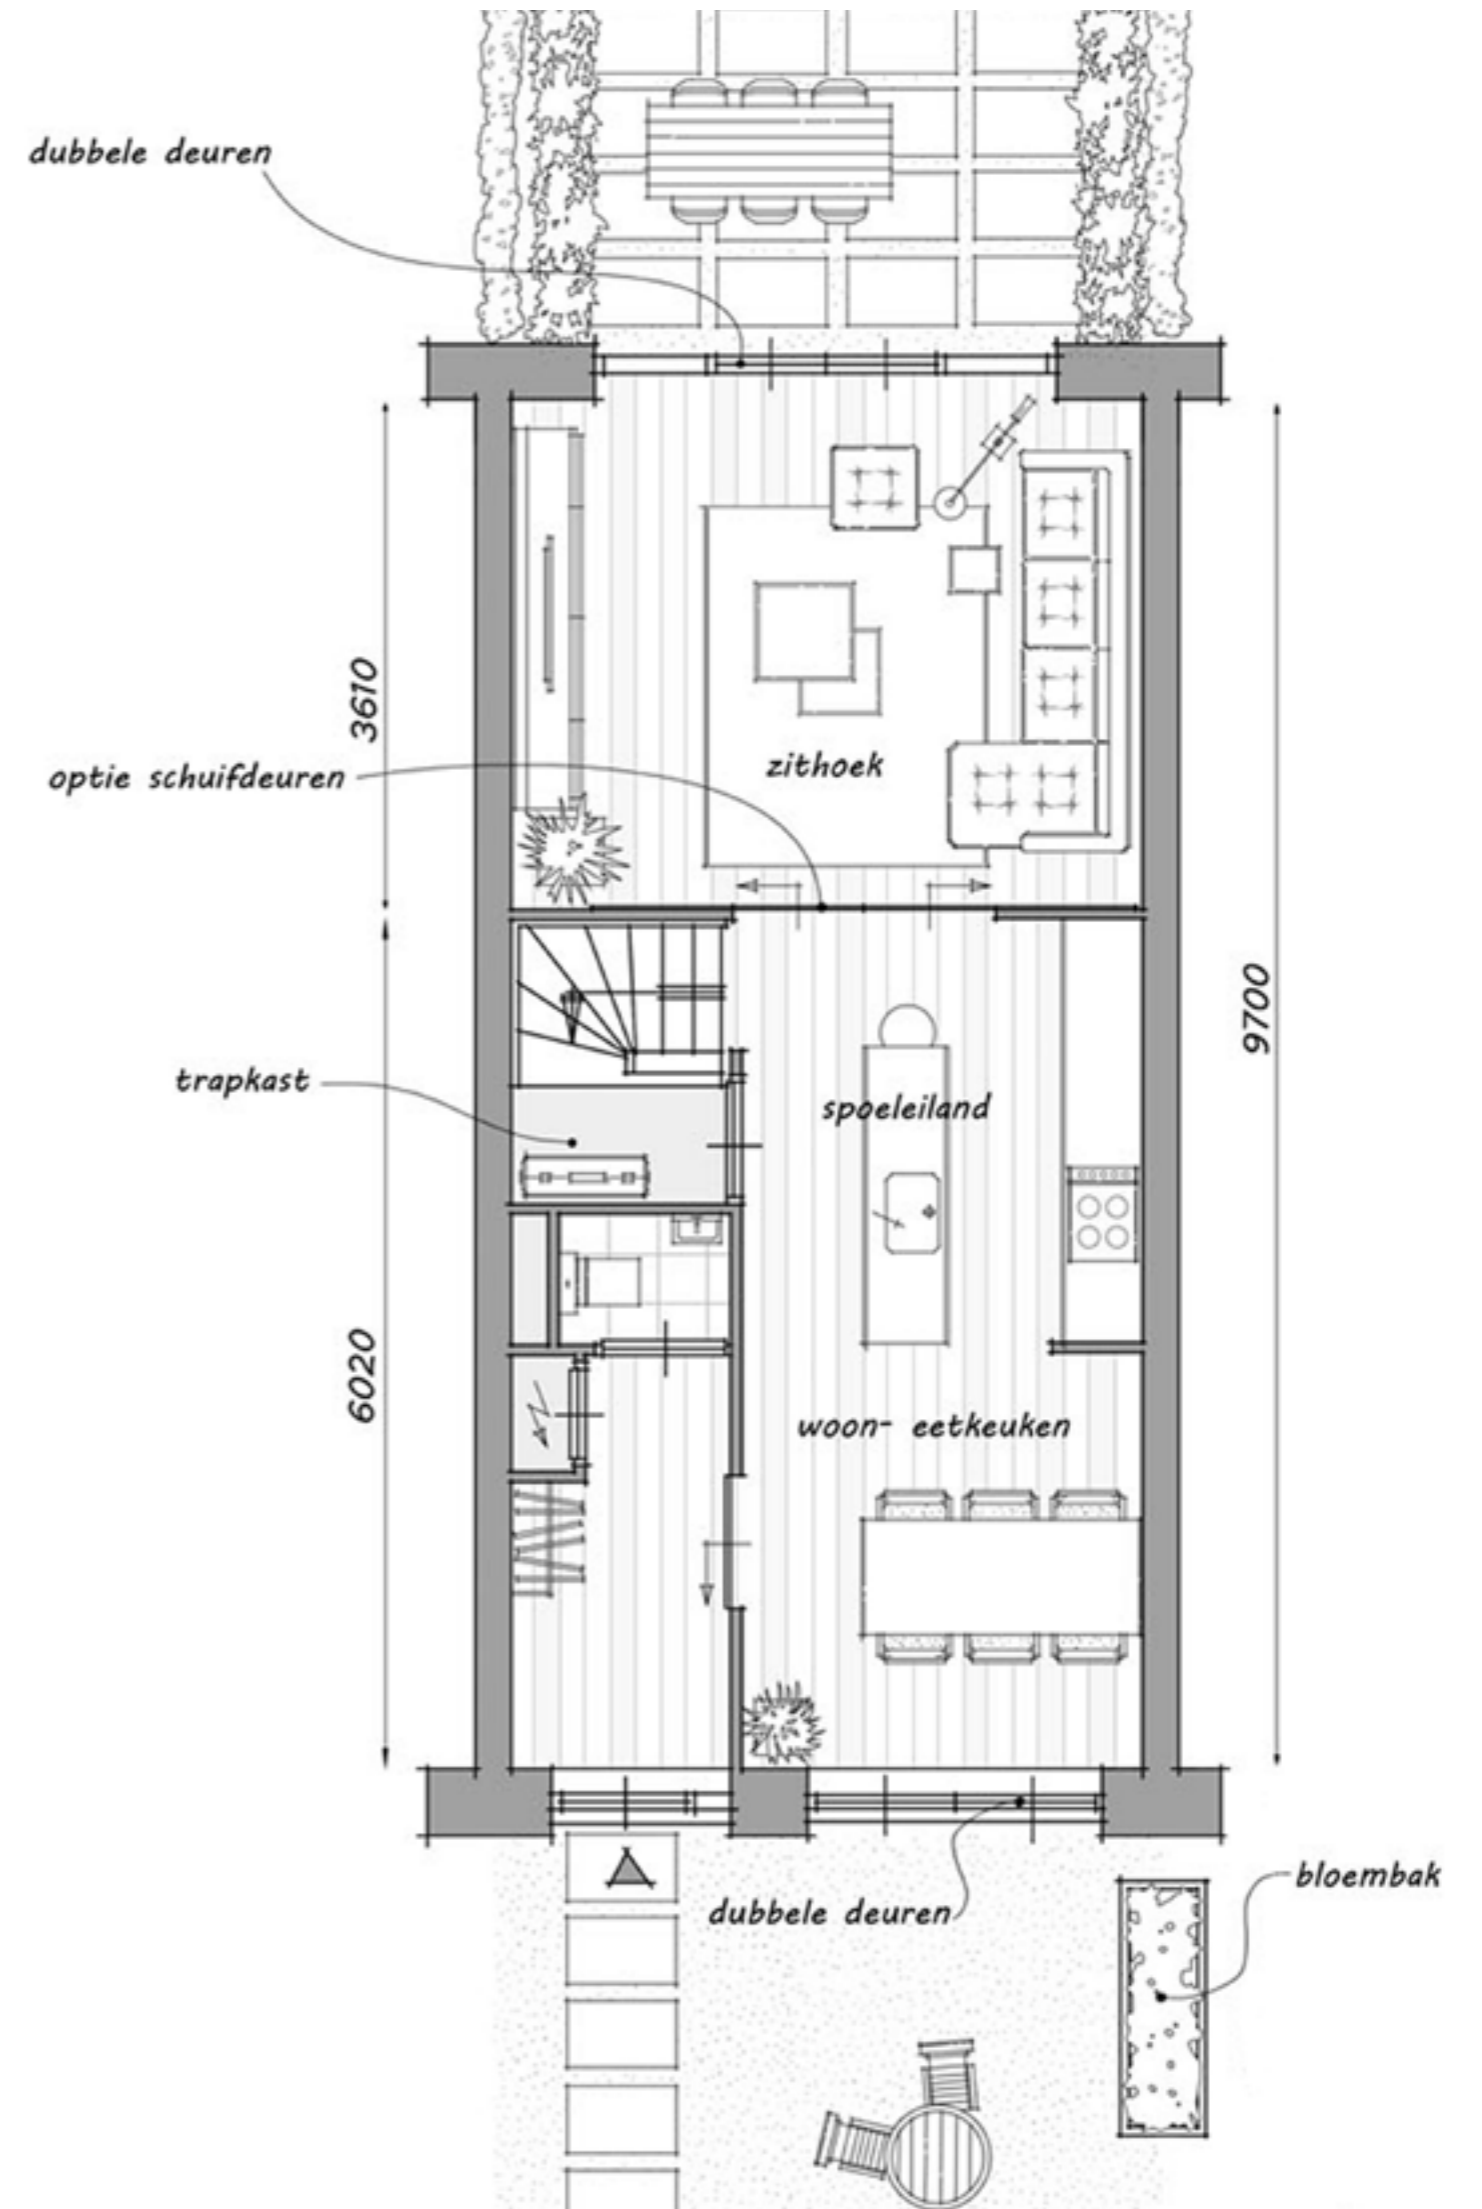 dubbele deuren
3610
zithoek
optie schuifdeuren
9700
trapkast
spoeleiland
6020
woon- eetkeuken
bloembak
dubbele deuren